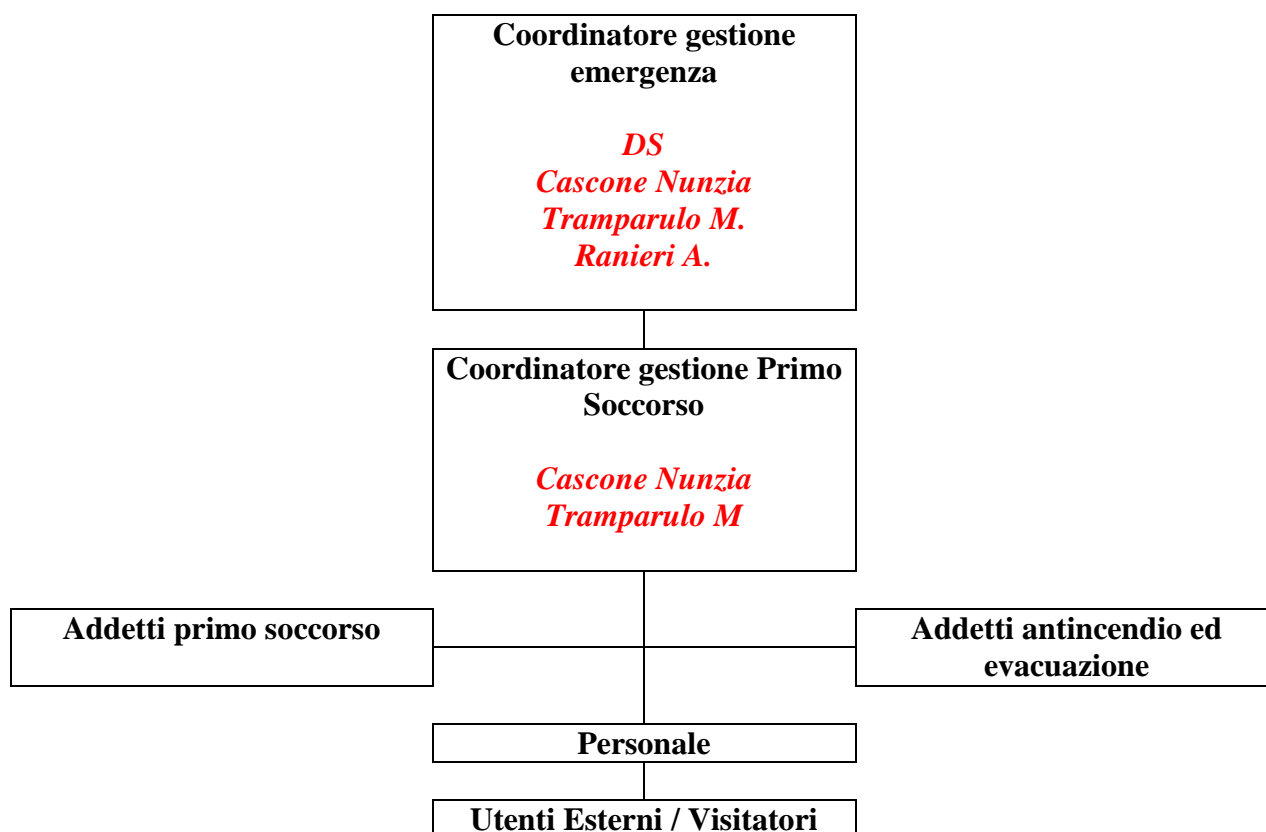 Coordinatore gestione
emergenza
DS
Cascone Nunzia
Tramparulo M.
Ranieri A.
Coordinatore gestione Primo
Soccorso
Cascone Nunzia
Tramparulo M
Addetti primo soccorso
Addetti antincendio ed
evacuazione
Personale
Utenti Esterni / Visitatori